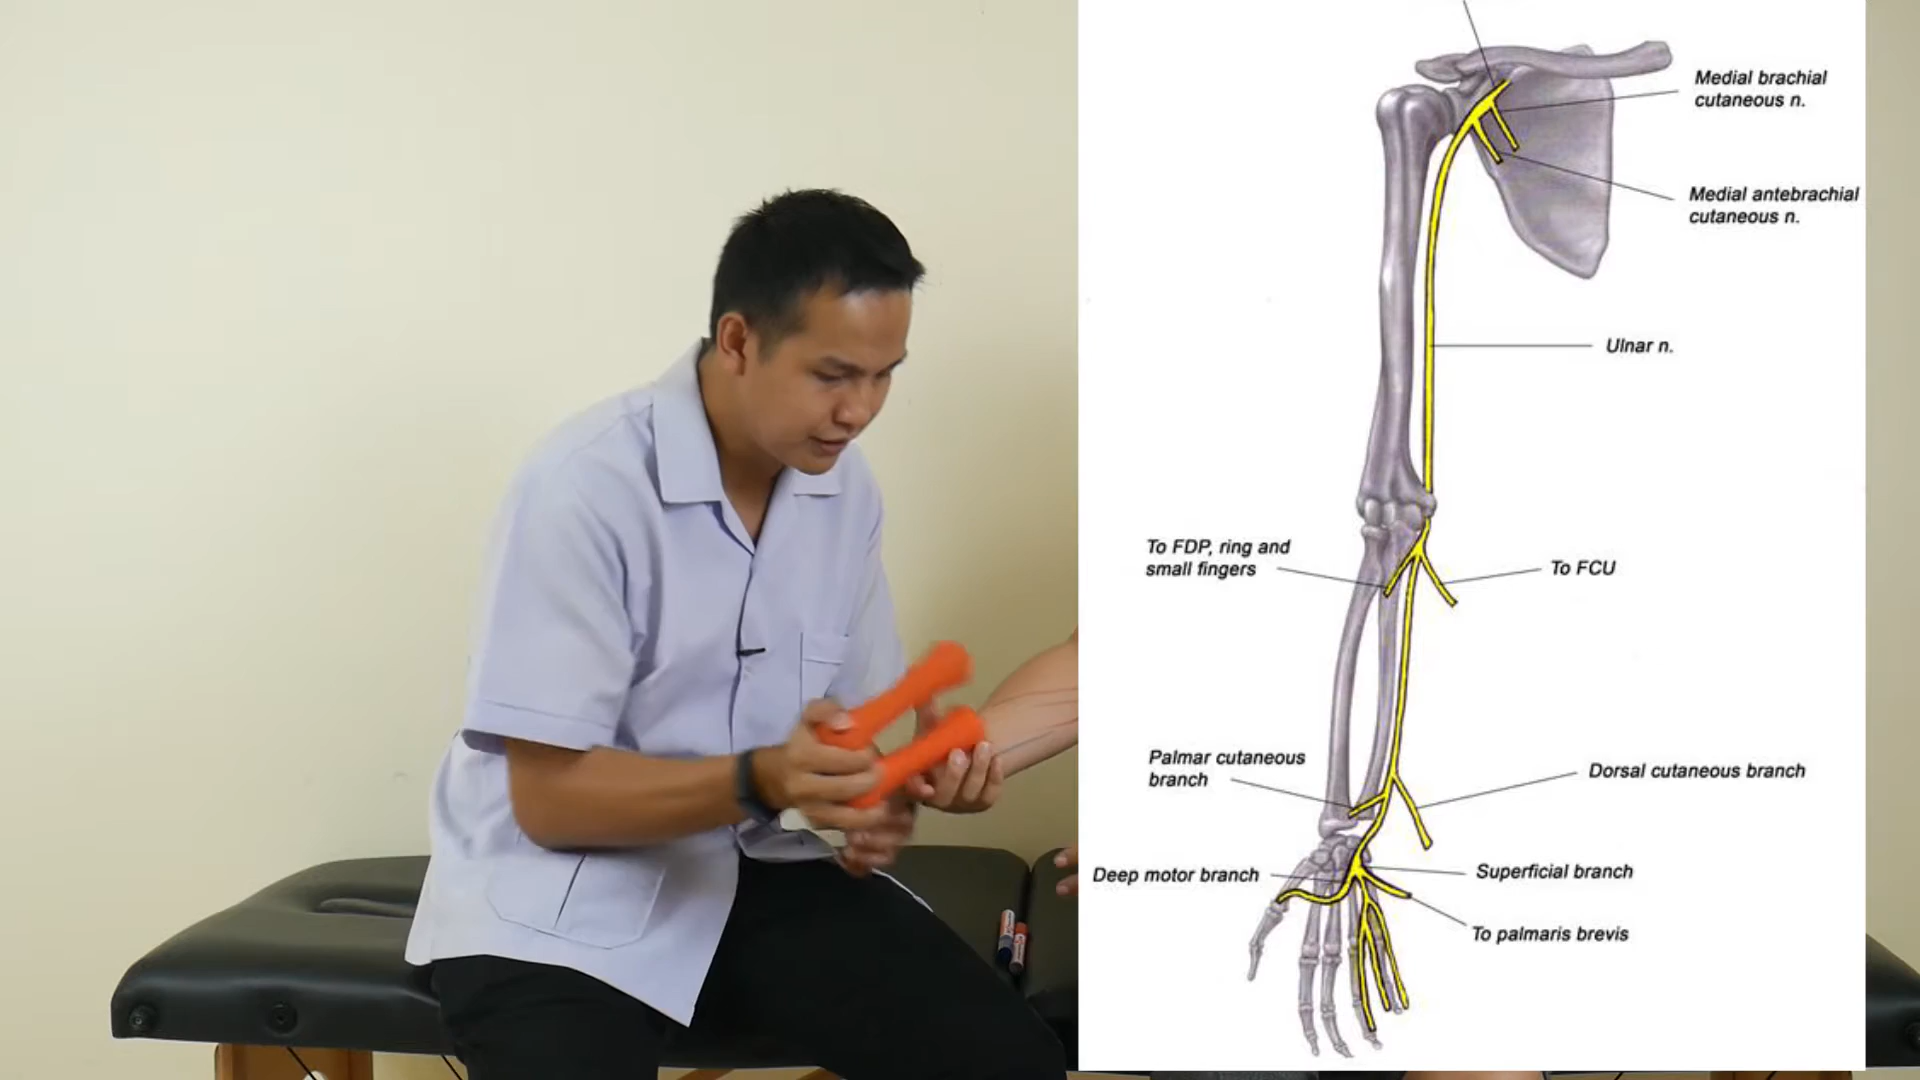 Medial brachial
cutaneous n.
Medial antebrachial
cutaneous n.
Ulnar n.
To FDP, ring and
small fingers
To FCU
Palmar cutaneous
branch
Dorsal cutaneous branch
Deep motor branch
Superficial branch
To palmaris brevis